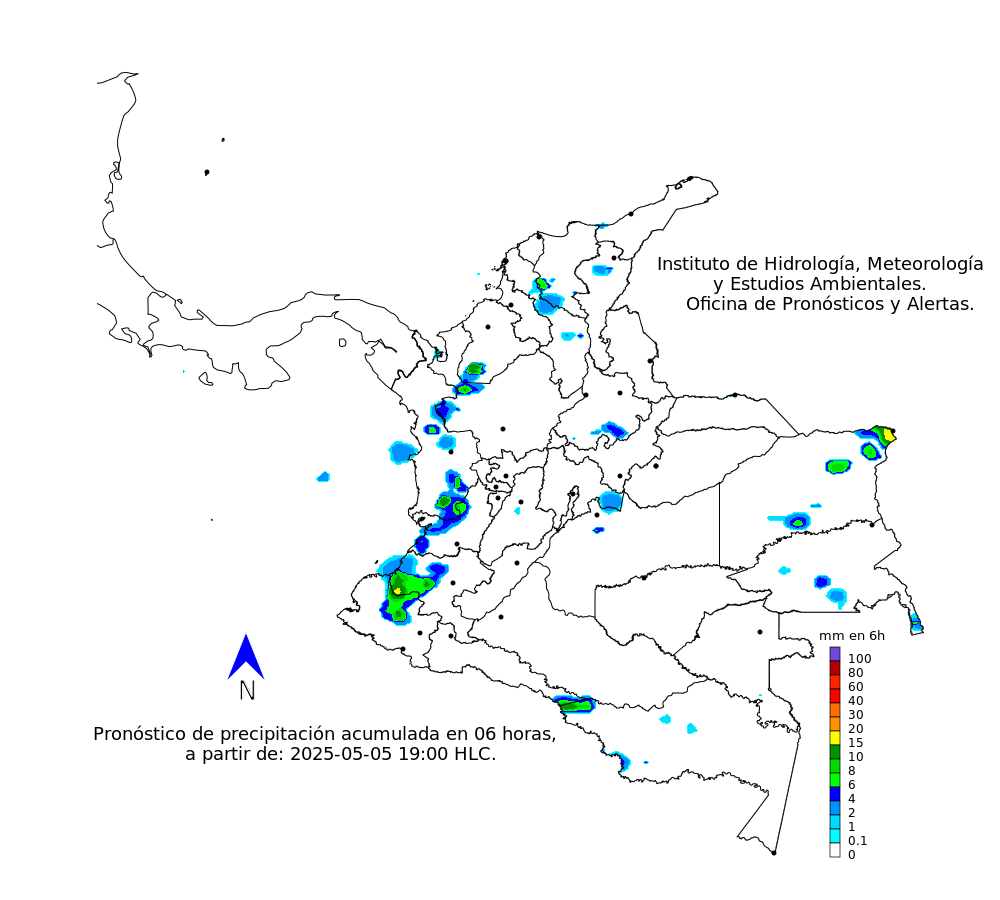 Instituto de Hidrología, Meteorología
y Estudios Ambientales.
Oficina de Pronósticos y Alertas.
mm en 6h
100
80
60
40
30
20
15
10
8
6
4
2
1
0.1
0
N
Pronóstico de precipitación acumulada en 06 horas,
a partir de: 2025-05-05 19:00 HLC.